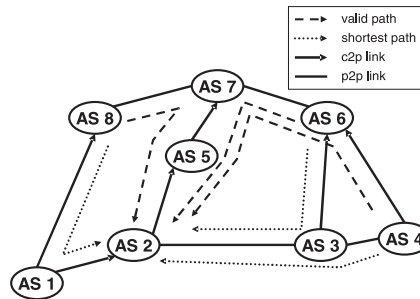 valid path
shortest path
c2p link
p2p link
AS 7
AS 8
AS 6
AS 5
AS 2
AS 3
AS 4
AS 1